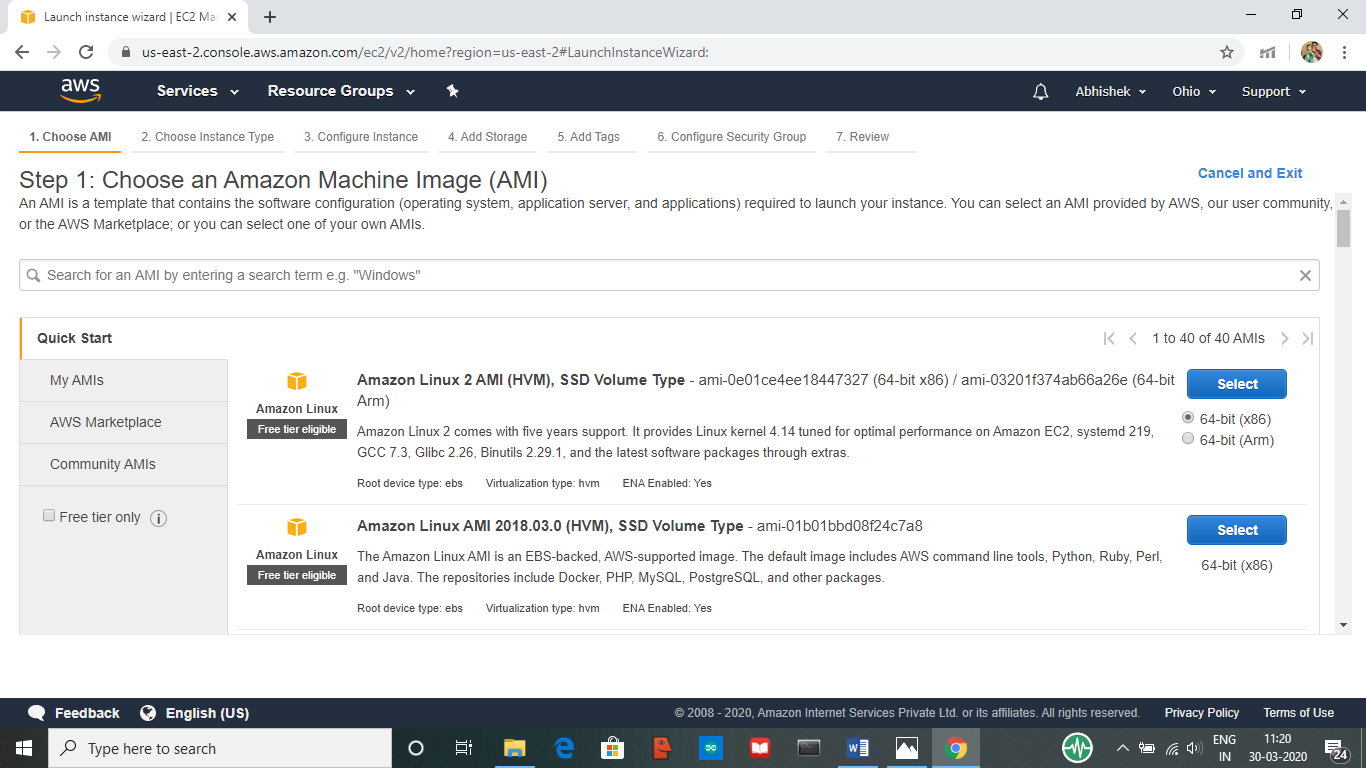 Launch instance wizard | EC2 Mar
us-east-2.console.aws.amazon.com/ec2/v2/home?region=us-east-2#LaunchInstanceWizard:
aws
Services
Resource Groups
Abhishek
Ohio
Support
1. Choose AMI
2. Choose Instance Type
3. Configure Instance
4. Add Storage
5. Add Tags
6. Configure Security Group
7. Review
Step 1: Choose an Amazon Machine Image (AMI)
Cancel and Exit
An AMI is a template that contains the software configuration (operating system, application server, and applications) required to launch your instance. You can select an AMI provided by AWS, our user community,
or the AWS Marketplace; or you can select one of your own AMIs.
Search for an AMI by entering a search term e.g. "Windows"
Quick Start
1 to 40 of 40 AMIs
My AMIs
AWS Marketplace
Community AMIs
Free tier only
i
Amazon Linux
Free tier eligible
Amazon Linux 2 AMI (HVM), SSD Volume Type - ami-0e01ce4ee18447327 (64-bit x86) / ami-03201f374ab66a26e (64-bit
Arm)
Amazon Linux 2 comes with five years support. It provides Linux kernel 4.14 tuned for optimal performance on Amazon EC2, systemd 219,
GCC 7.3, Glibc 2.26, Binutils 2.29.1, and the latest software packages through extras.
Root device type: ebs
Virtualization type: hvm
ENA Enabled: Yes
Select
64-bit (x86)
64-bit (Arm)
Amazon Linux
Free tier eligible
Amazon Linux AMI 2018.03.0 (HVM), SSD Volume Type - ami-01b01bbd08f24c7a8
The Amazon Linux AMI is an EBS-backed, AWS-supported image. The default image includes AWS command line tools, Python, Ruby, Perl,
and Java. The repositories include Docker, PHP, MySQL, PostgreSQL, and other packages.
Root device type: ebs
Virtualization type: hvm
ENA Enabled: Yes
Select
64-bit (x86)
Feedback
English (US)
© 2008 - 2020, Amazon Internet Services Private Ltd. or its affiliates. All rights reserved.
Privacy Policy
Terms of Use
Type here to search
ENG
IN
11:20
30-03-2020
24